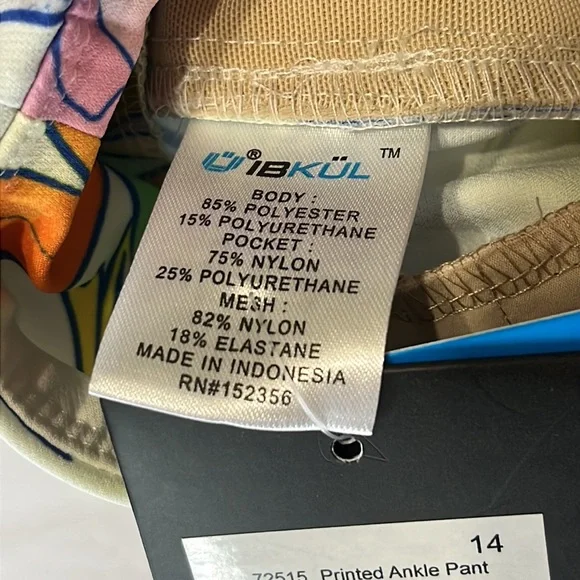 ® IBKÜL ™
BODY :
85% POLYESTER
15% POLYURETHANE
POCKET :
75% NYLON
25% POLYURETHANE
MESH :
82% NYLON
18% ELASTANE
MADE IN INDONESIA
RN#152356
14
72515 Printed Ankle Pant